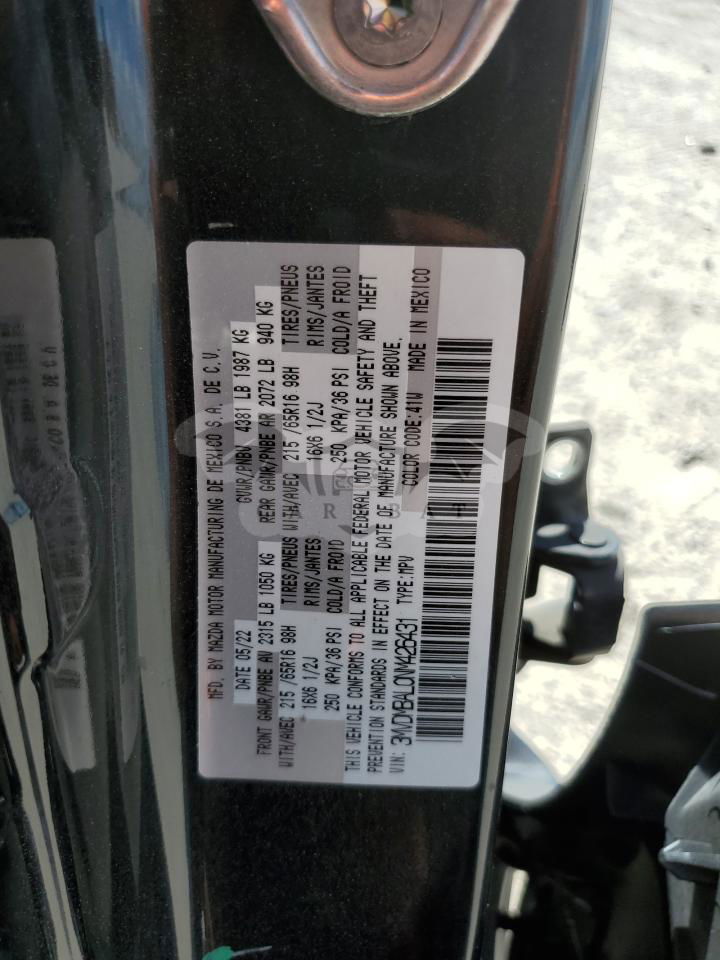 MFD. BY MAZDA MOTOR MANUFACTURING DE MEXICO S.A. DE C.V.
DATE 05/22 GVWR/PNBV 4381 LB 1987 KG
FRONT GAWR/PNBE AV 2315 LB 1050 KG REAR GAWR/PNBE AR 2072 LB 940 KG
WITH/AVEC 215 /65R16 98H TIRES/PNEUS WITH/AVEC 215 /65R16 98H TIRES/PNEUS
16X6 1/2J RIMS/JANTES 16X6 1/2J RIMS/JANTES
250 KPA/36 PSI COLD/A FROID 250 KPA/36 PSI COLD/A FROID
THIS VEHICLE CONFORMS TO ALL APPLICABLE FEDERAL MOTOR VEHICLE SAFETY AND THEFT
PREVENTION STANDARDS IN EFFECT ON THE DATE OF MANUFACTURE SHOWN ABOVE.
VIN: 3MVDMBAL0NM426431 TYPE:MPV COLOR CODE:41W MADE IN MEXICO